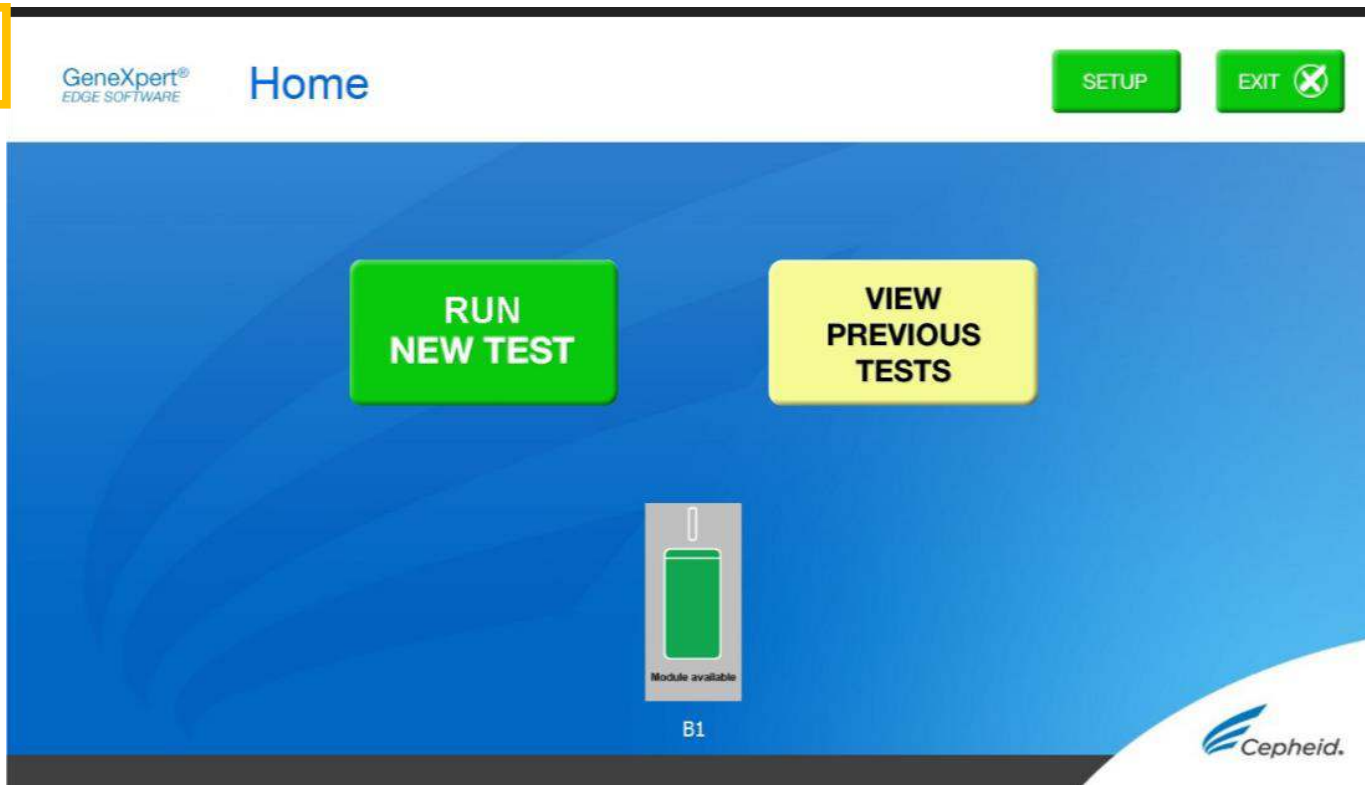 GeneXpert®
EDGE SOFTWARE
Home
SETUP
EXIT
RUN
NEW TEST
VIEW
PREVIOUS
TESTS
Module available
B1
Cepheid.